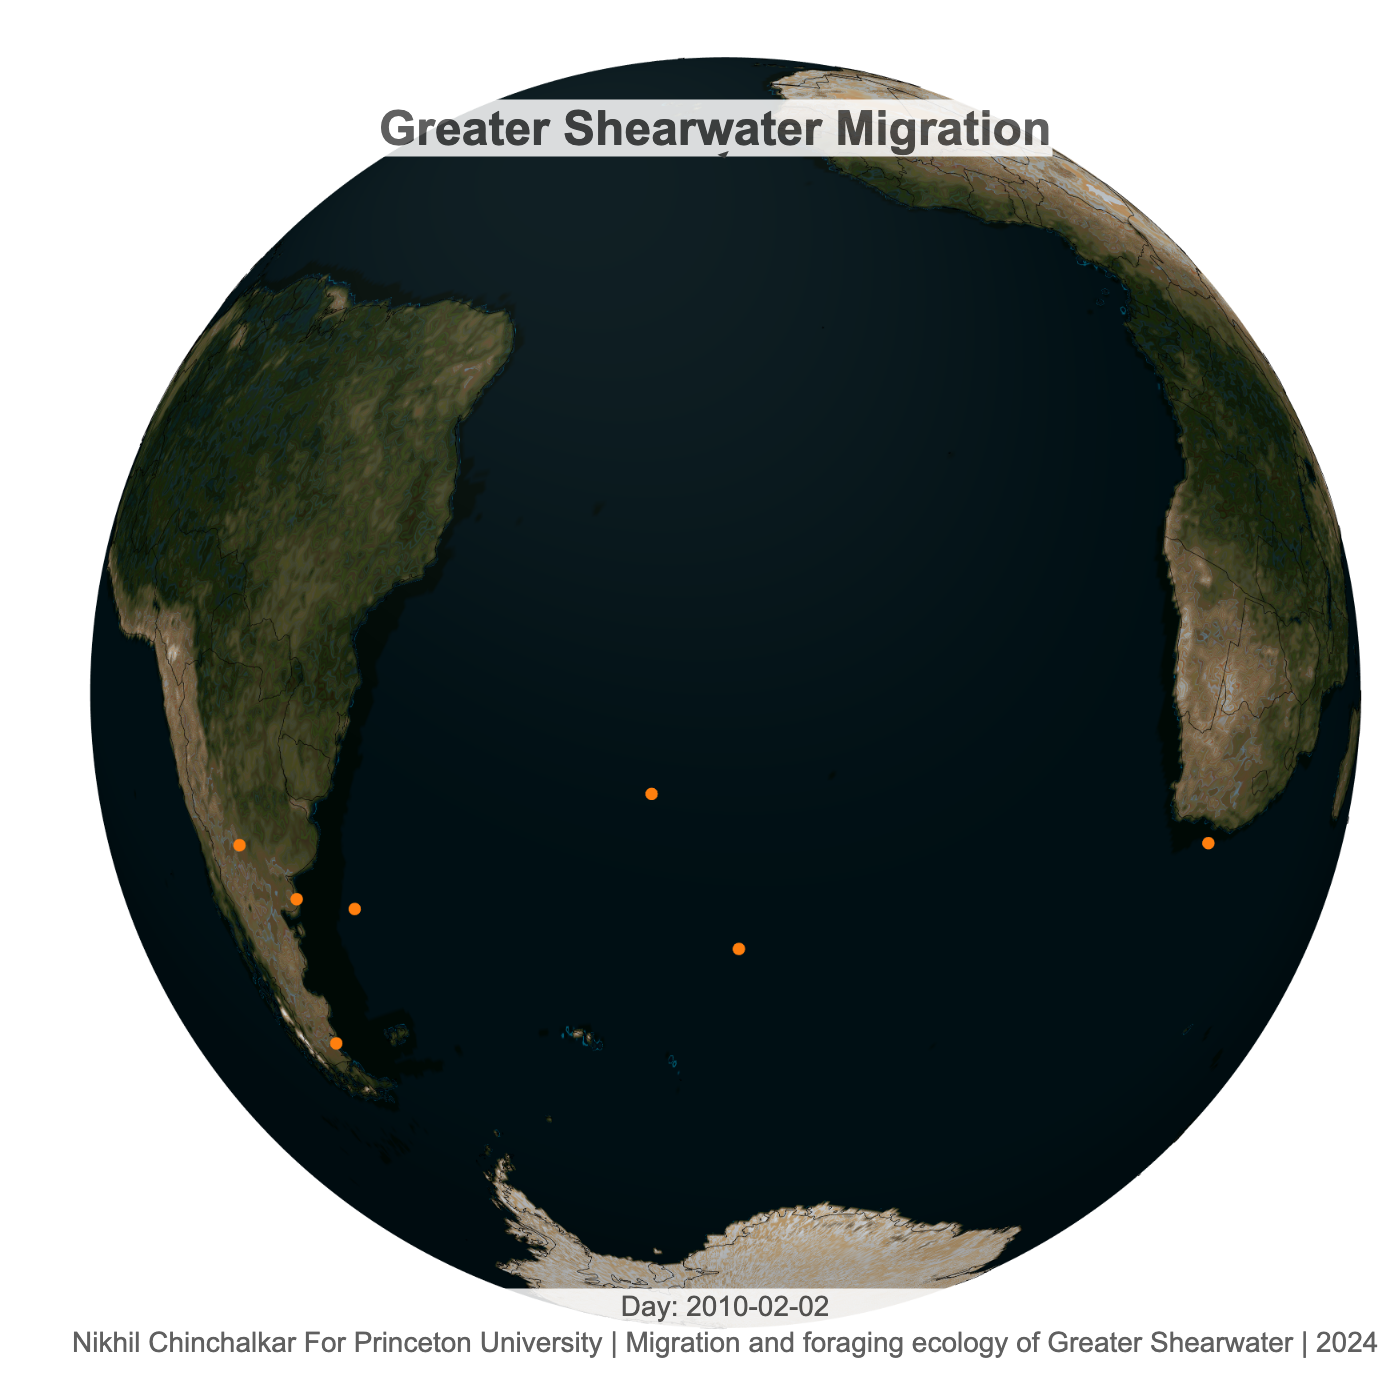 Greater Shearwater Migration
Day: 2010-02-02
Nikhil Chinchalkar For Princeton University | Migration and foraging ecology of Greater Shearwater | 2024